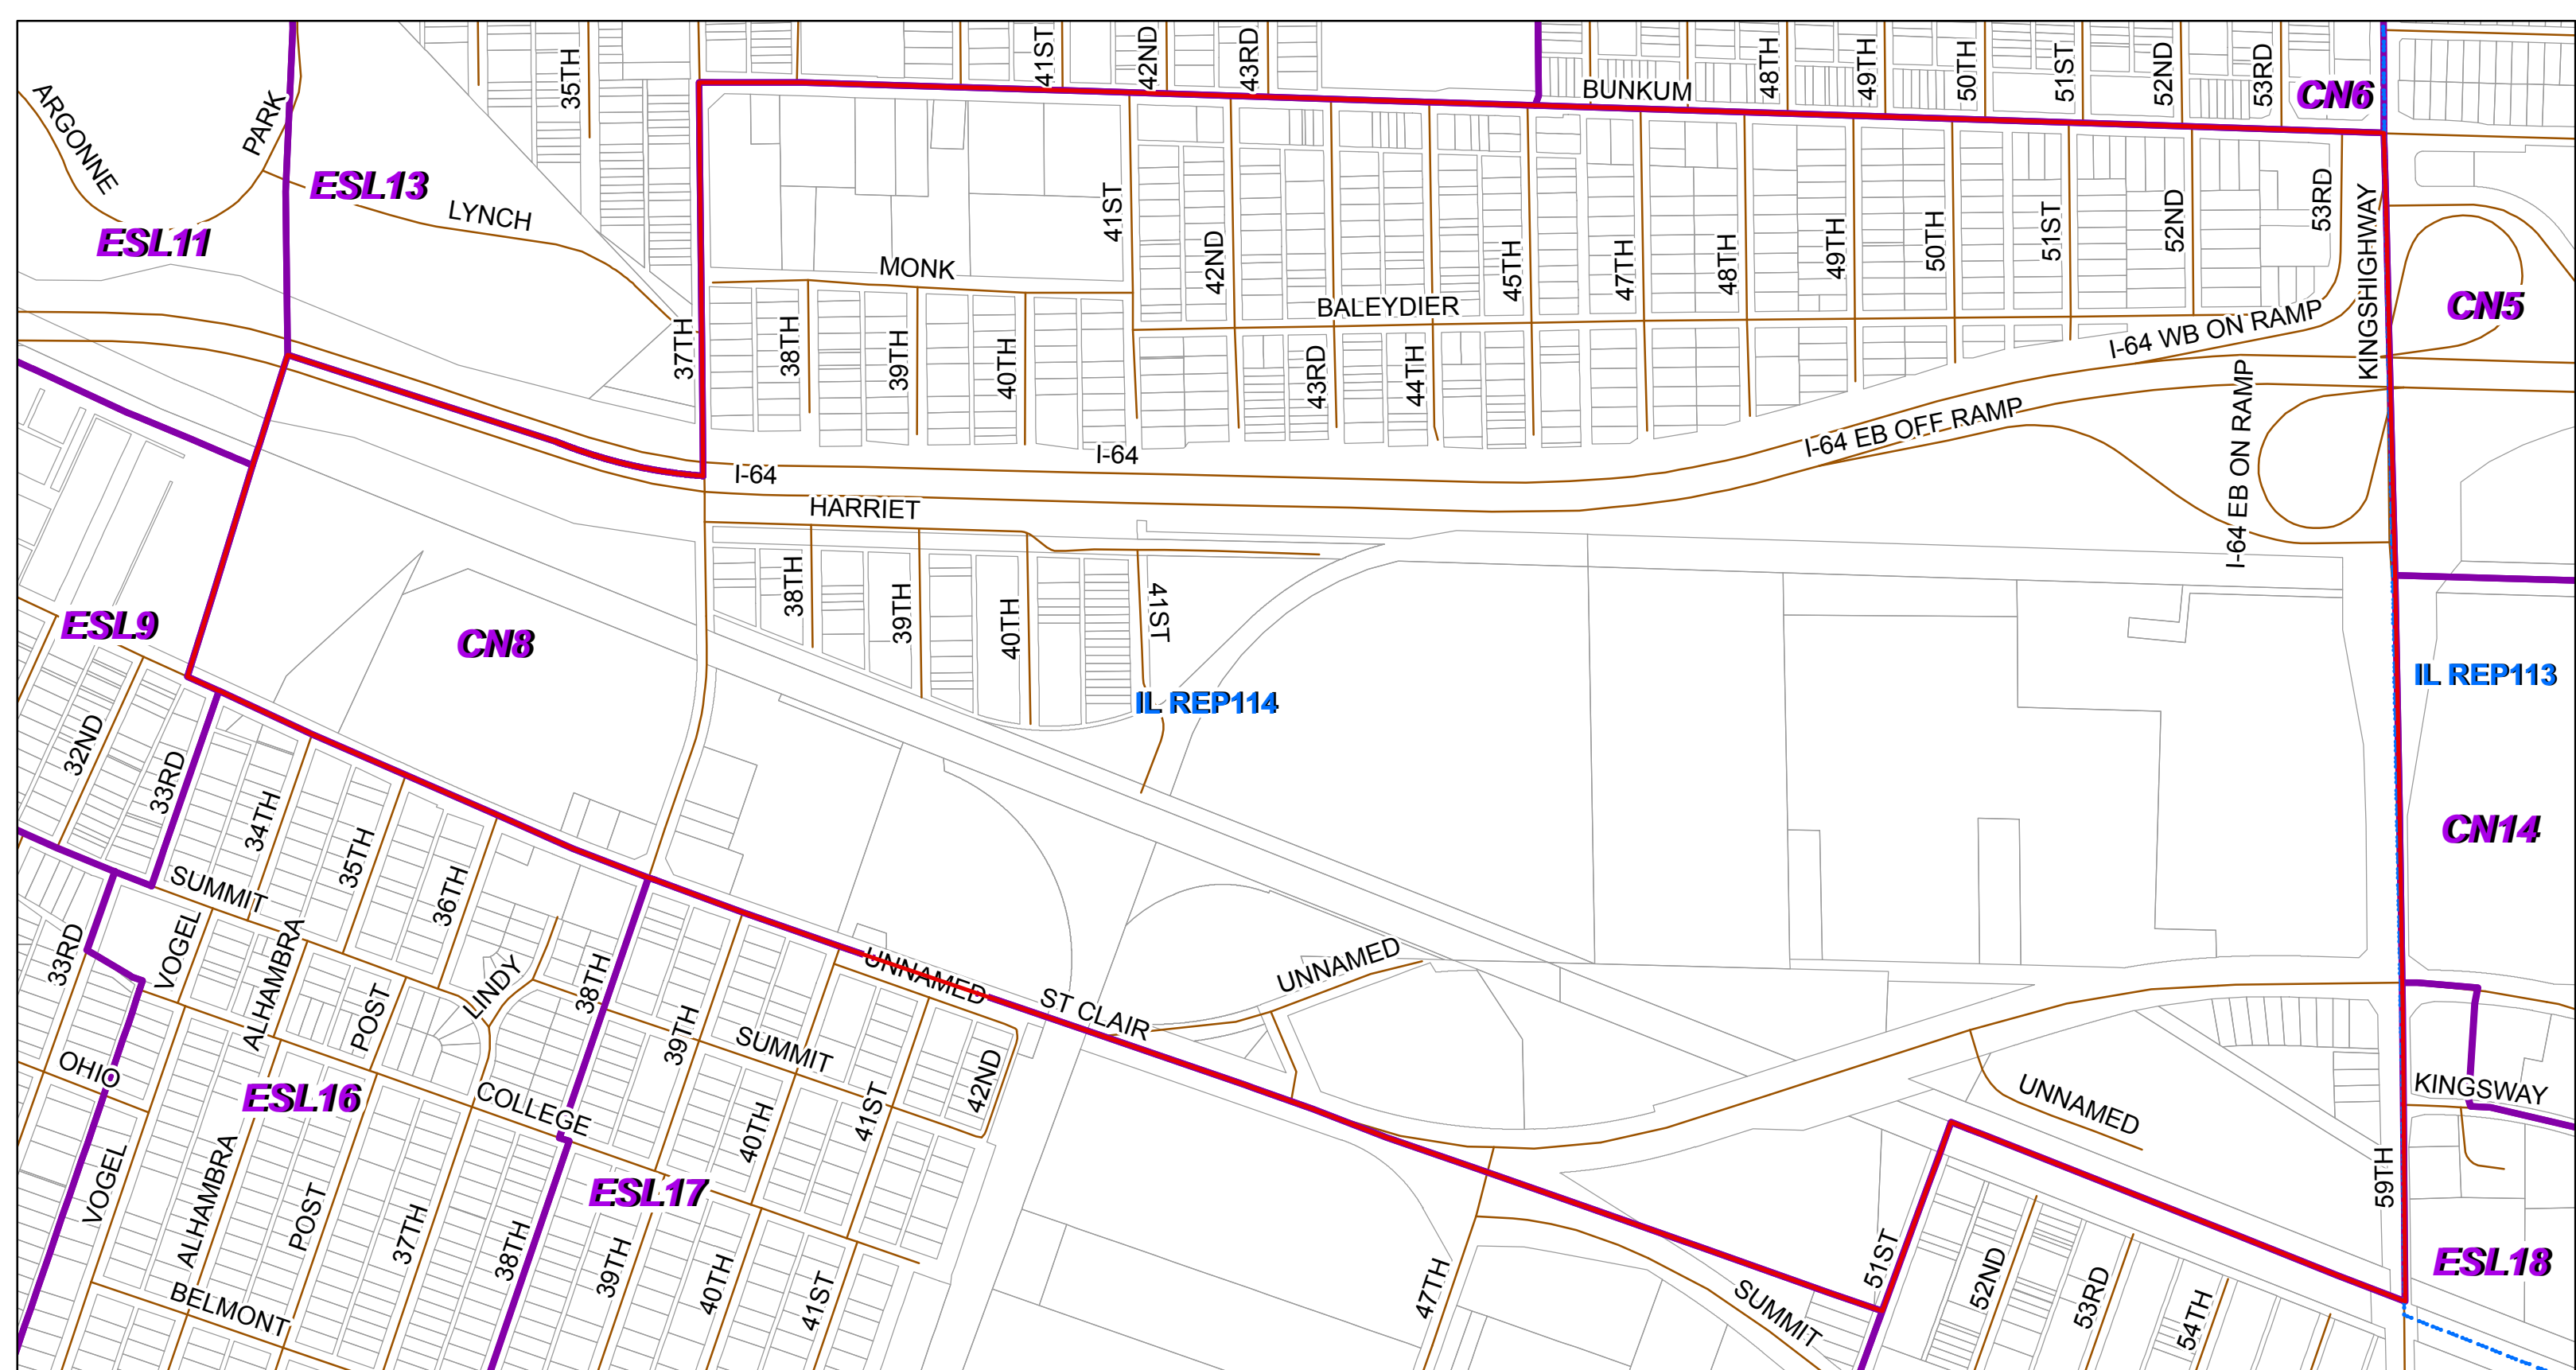 35TH
41ST
42ND
43RD
48TH
49TH
50TH
51ST
52ND
53RD
BUNKUM
CN6
ARGONNE
PARK
ESL13
LYNCH
ESL11
41ST
42ND
45TH
47TH
48TH
49TH
50TH
51ST
52ND
53RD
KINGSHIGHWAY
MONK
BALEYDIER
CN5
I-64 WB ON RAMP
37TH
38TH
39TH
40TH
43RD
44TH
I-64 EB OFF RAMP
I-64 EB ON RAMP
I-64
I-64
HARRIET
38TH
39TH
40TH
41ST
ESL9
CN8
IL REP114
IL REP113
32ND
33RD
34TH
35TH
36TH
CN14
SUMMIT
33RD
VOGEL
ALHAMBRA
POST
LINDY
38TH
39TH
UNNAMED
ST CLAIR
UNNAMED
SUMMIT
42ND
OHIO
ESL16
COLLEGE
40TH
41ST
UNNAMED
KINGSWAY
VOGEL
ALHAMBRA
POST
37TH
38TH
ESL17
39TH
40TH
41ST
47TH
51ST
52ND
53RD
54TH
59TH
ESL18
SUMMIT
BELMONT